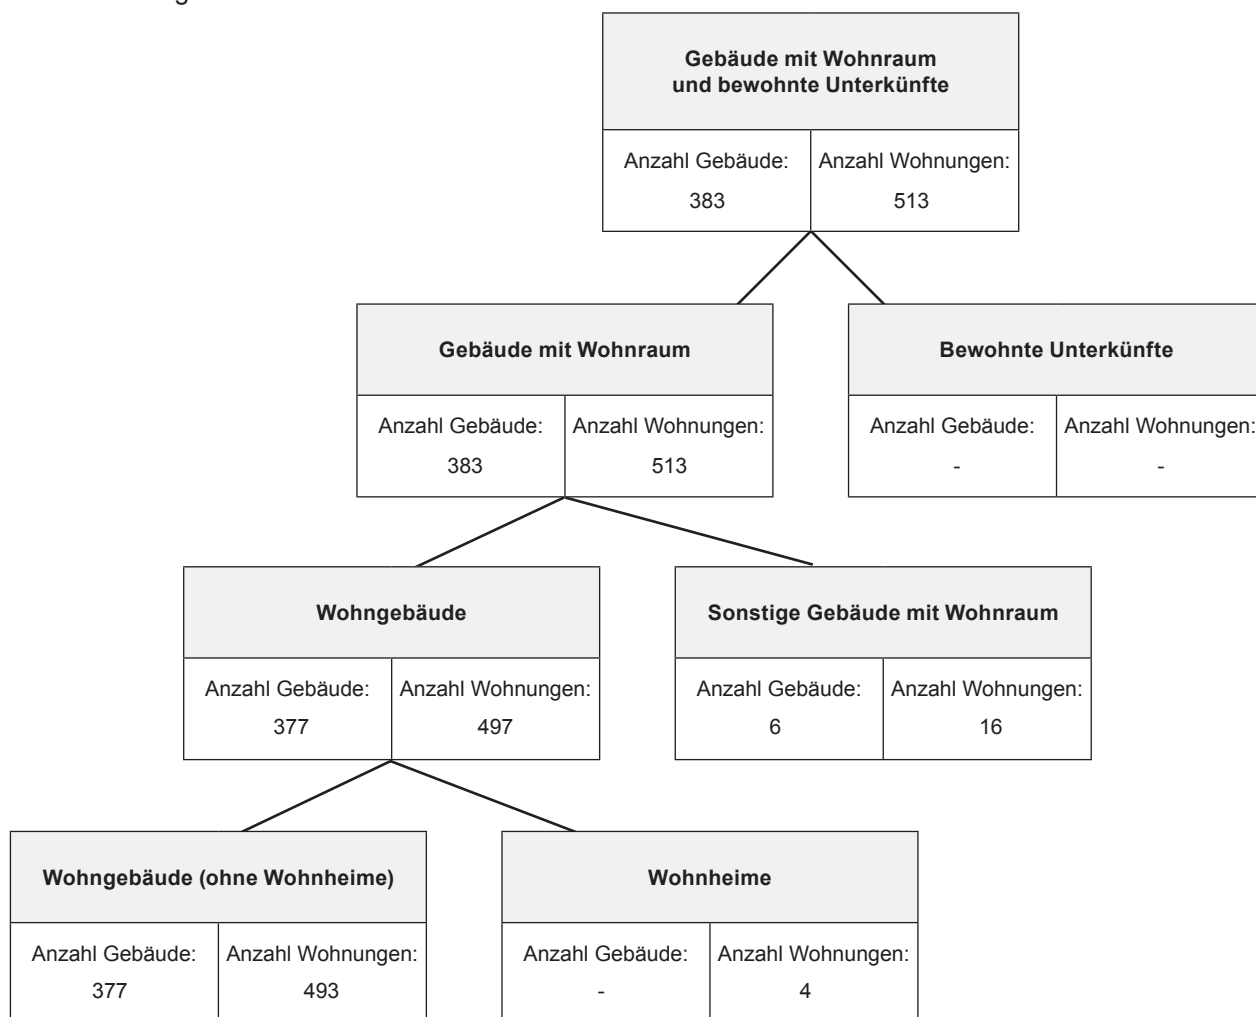 Gebäude mit Wohnraum
und bewohnte Unterkünfte
Anzahl Gebäude: Anzahl Wohnungen:
383 513
Gebäude mit Wohnraum
Bewohnte Unterkünfte
Anzahl Gebäude: Anzahl Wohnungen:
383 513
Anzahl Gebäude: Anzahl Wohnungen:
- -
Wohngebäude
Sonstige Gebäude mit Wohnraum
Anzahl Gebäude: Anzahl Wohnungen:
377 497
Anzahl Gebäude: Anzahl Wohnungen:
6 16
Wohngebäude (ohne Wohnheime)
Wohnheime
Anzahl Gebäude: Anzahl Wohnungen:
377 493
Anzahl Gebäude: Anzahl Wohnungen:
- 4